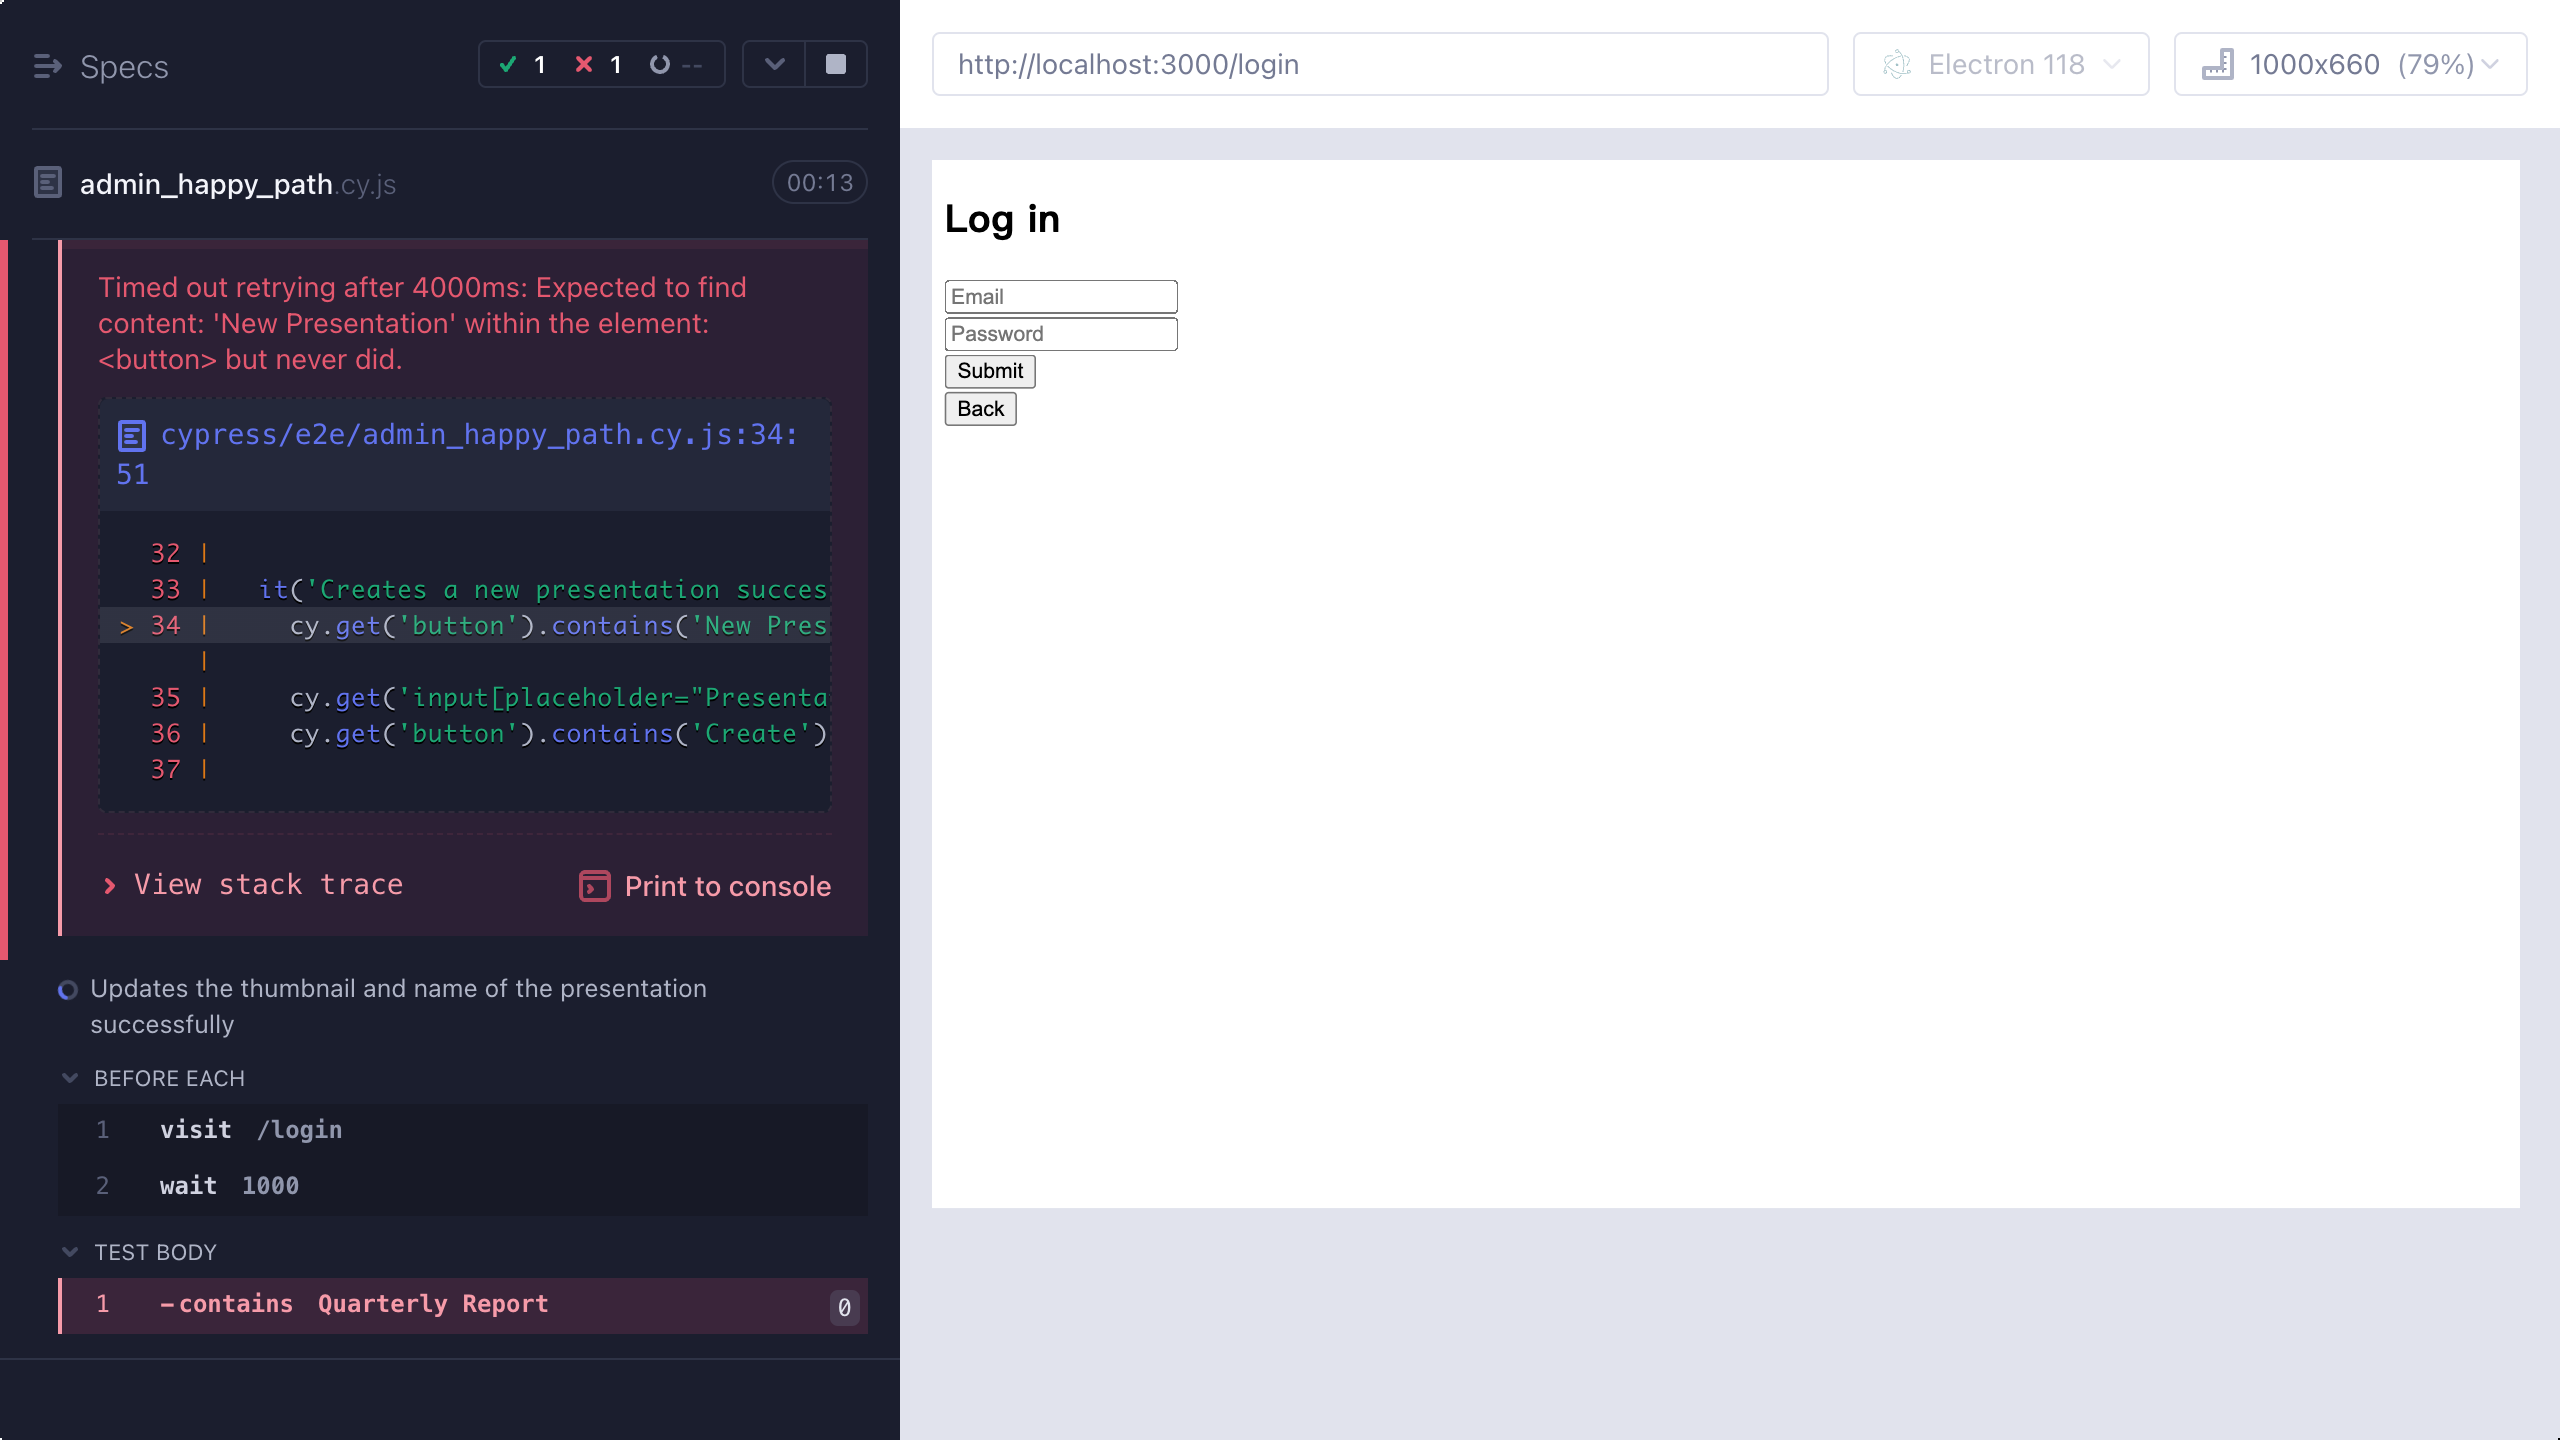 Specs
1 1 --
admin_happy_path.cy.js 00:13
Timed out retrying after 4000ms: Expected to find
content: 'New Presentation' within the element:
<button> but never did.
cypress/e2e/admin_happy_path.cy.js:34:
51
32 |
33 | it('Creates a new presentation succes
> 34 | cy.get('button').contains('New Pres
|
35 | cy.get('input[placeholder="Presenta
36 | cy.get('button').contains('Create')
37 |
View stack trace
Print to console
Updates the thumbnail and name of the presentation
successfully
BEFORE EACH
1 visit /login
2 wait 1000
TEST BODY
1 -contains Quarterly Report 0
http://localhost:3000/login
Electron 118
1000x660 (79%)
Log in
Email
Password
Submit
Back